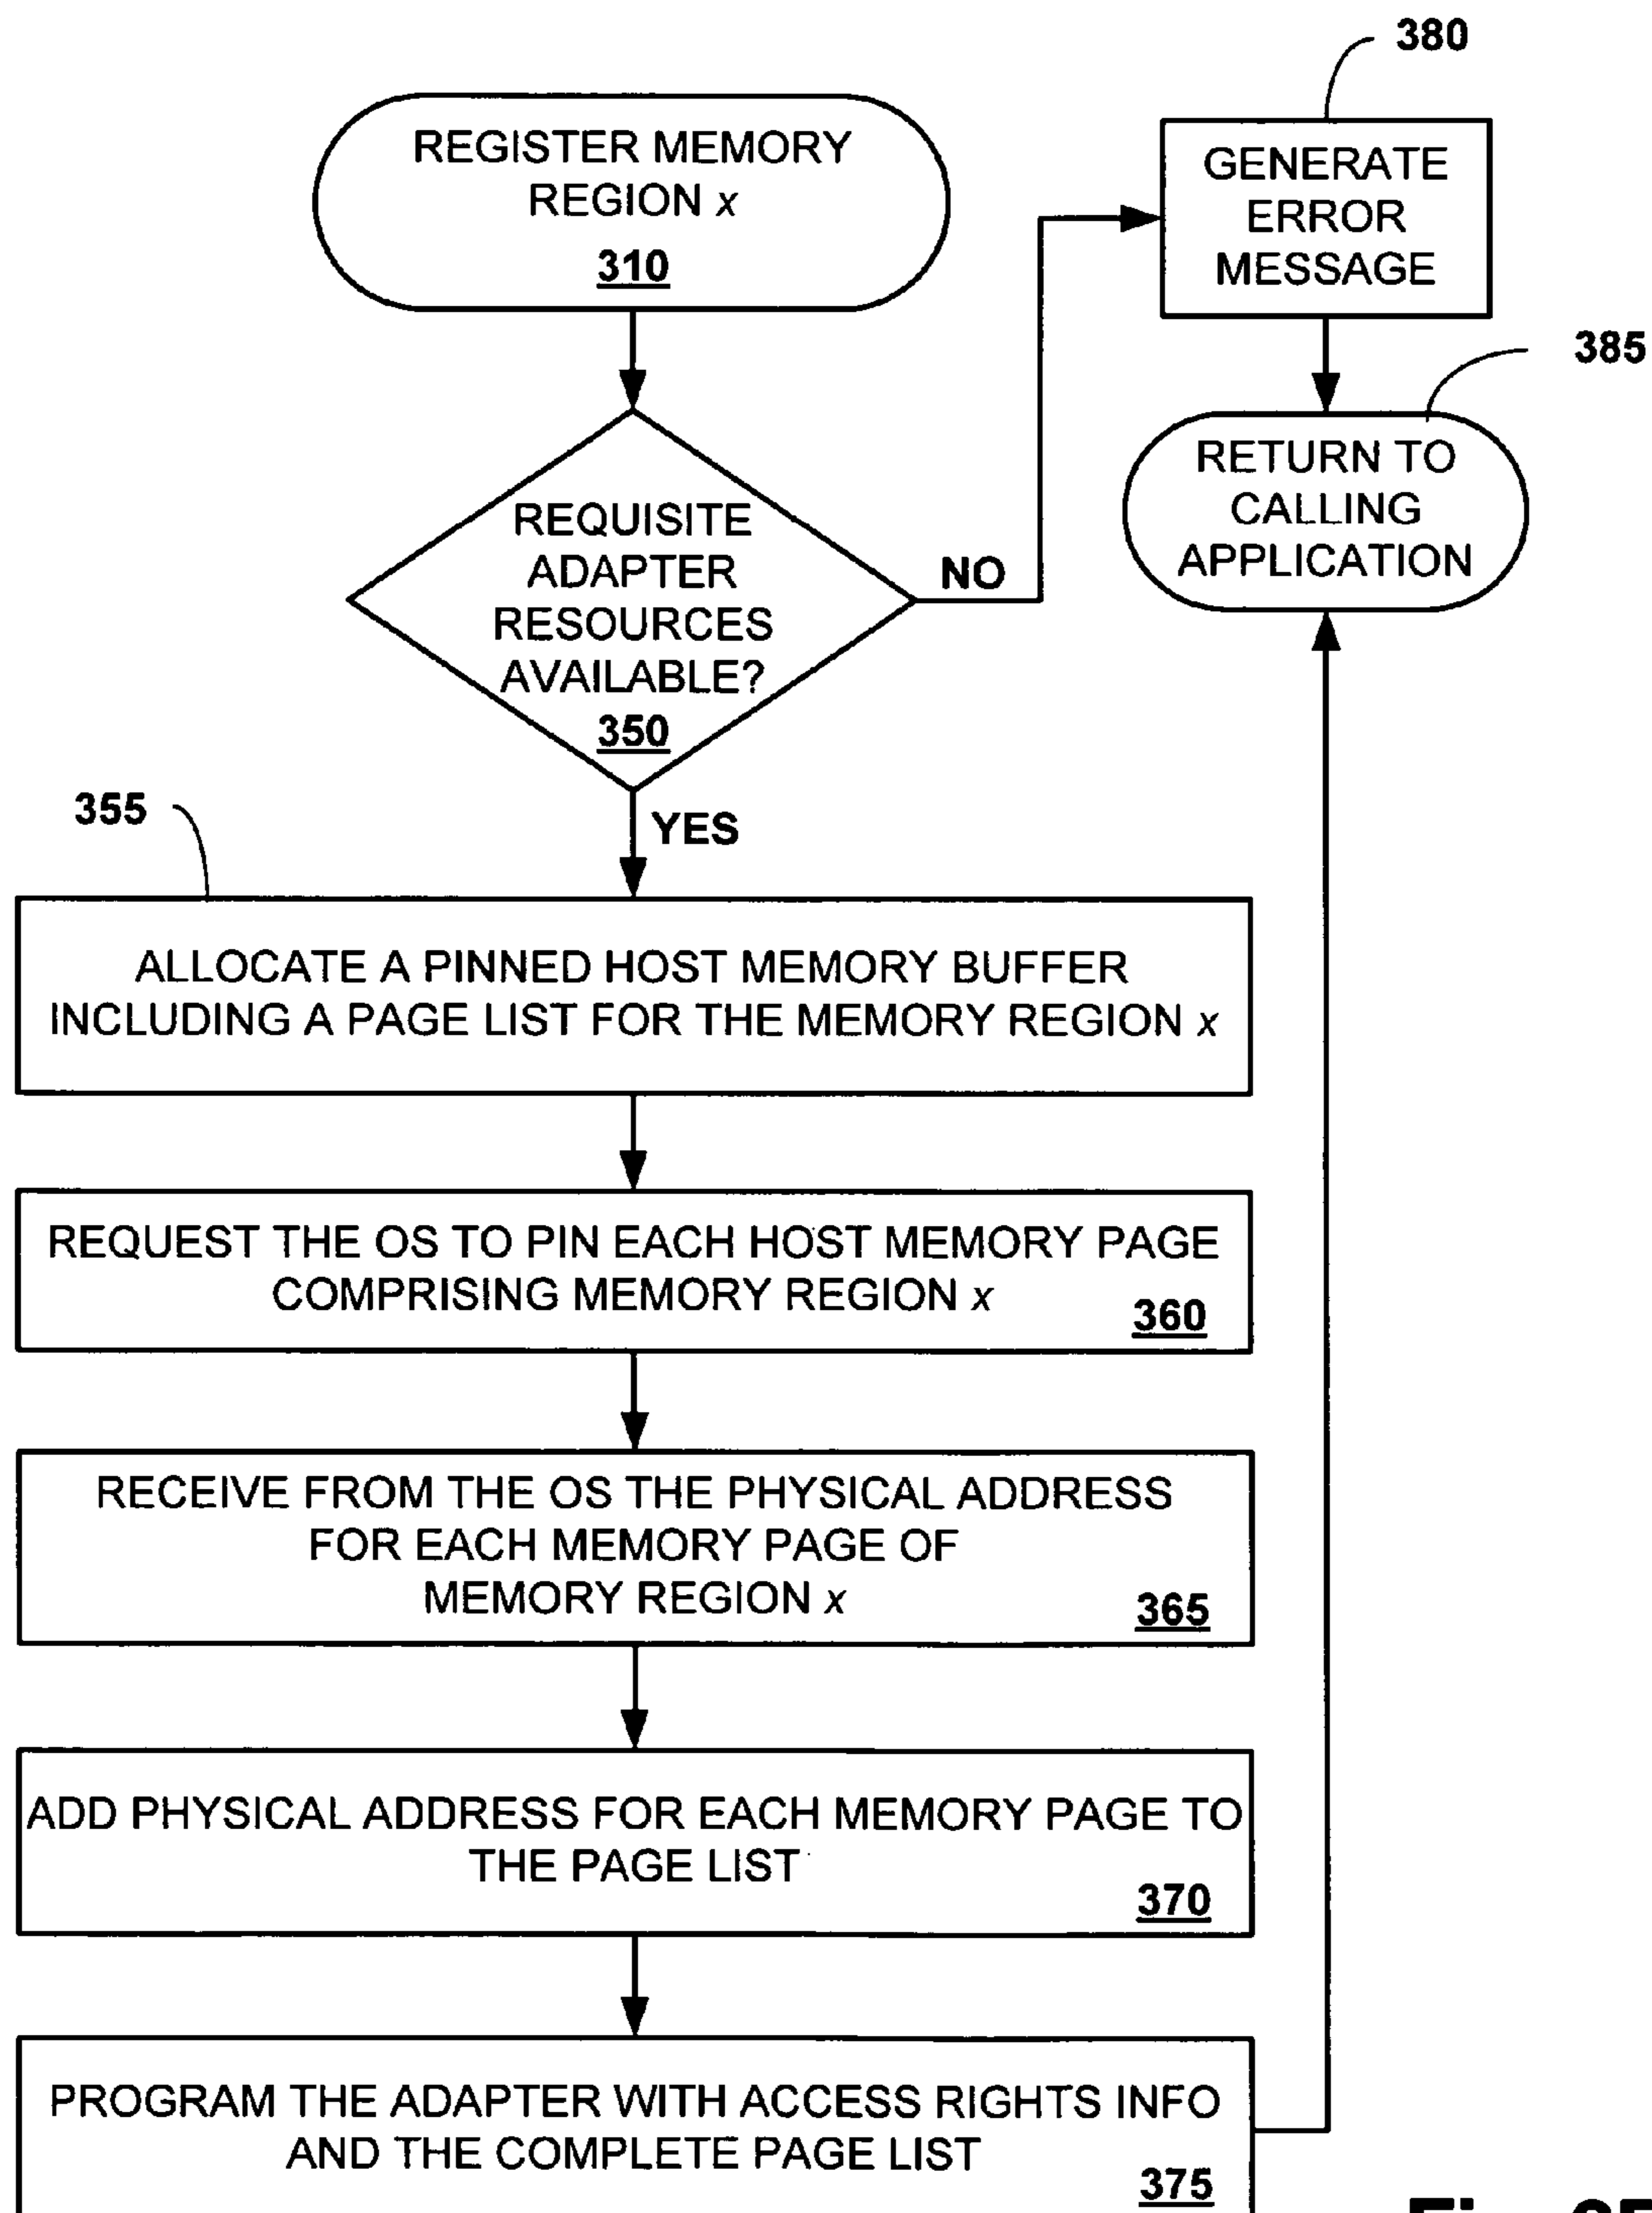 380
REGISTER MEMORY
REGION x
310
GENERATE
ERROR
MESSAGE
385
RETURN TO
CALLING
APPLICATION
REQUISITE
ADAPTER
RESOURCES
AVAILABLE?
350
NO
YES
355
ALLOCATE A PINNED HOST MEMORY BUFFER
INCLUDING A PAGE LIST FOR THE MEMORY REGION x
REQUEST THE OS TO PIN EACH HOST MEMORY PAGE
COMPRISING MEMORY REGION x
360
RECEIVE FROM THE OS THE PHYSICAL ADDRESS
FOR EACH MEMORY PAGE OF
MEMORY REGION x
365
ADD PHYSICAL ADDRESS FOR EACH MEMORY PAGE TO
THE PAGE LIST
370
PROGRAM THE ADAPTER WITH ACCESS RIGHTS INFO
AND THE COMPLETE PAGE LIST
375